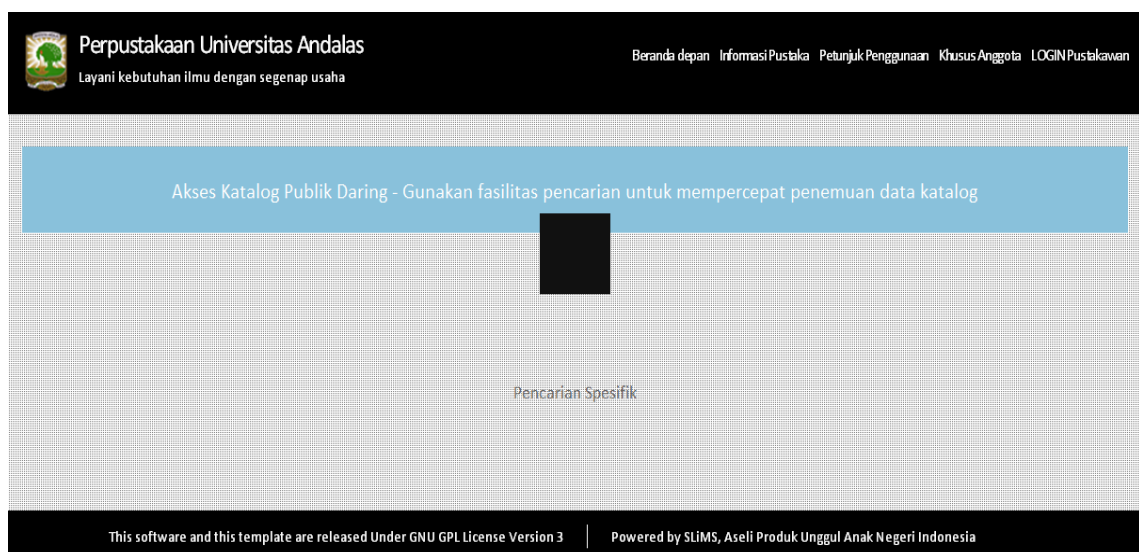 Perpustakaan Universitas Andalas
Layani kebutuhan ilmu dengan segenap usaha
Beranda depan Informasi Pustaka Petunjuk Penggunaan Khusus Anggota LOGIN Pustakawan
Akses Katalog Publik Daring - Gunakan fasilitas pencarian untuk mempercepat penemuan data katalog
Pencarian Spesifik
This software and this template are released Under GNU GPL License Version 3
Powered by SLiMS, Aseli Produk Unggul Anak Negeri Indonesia